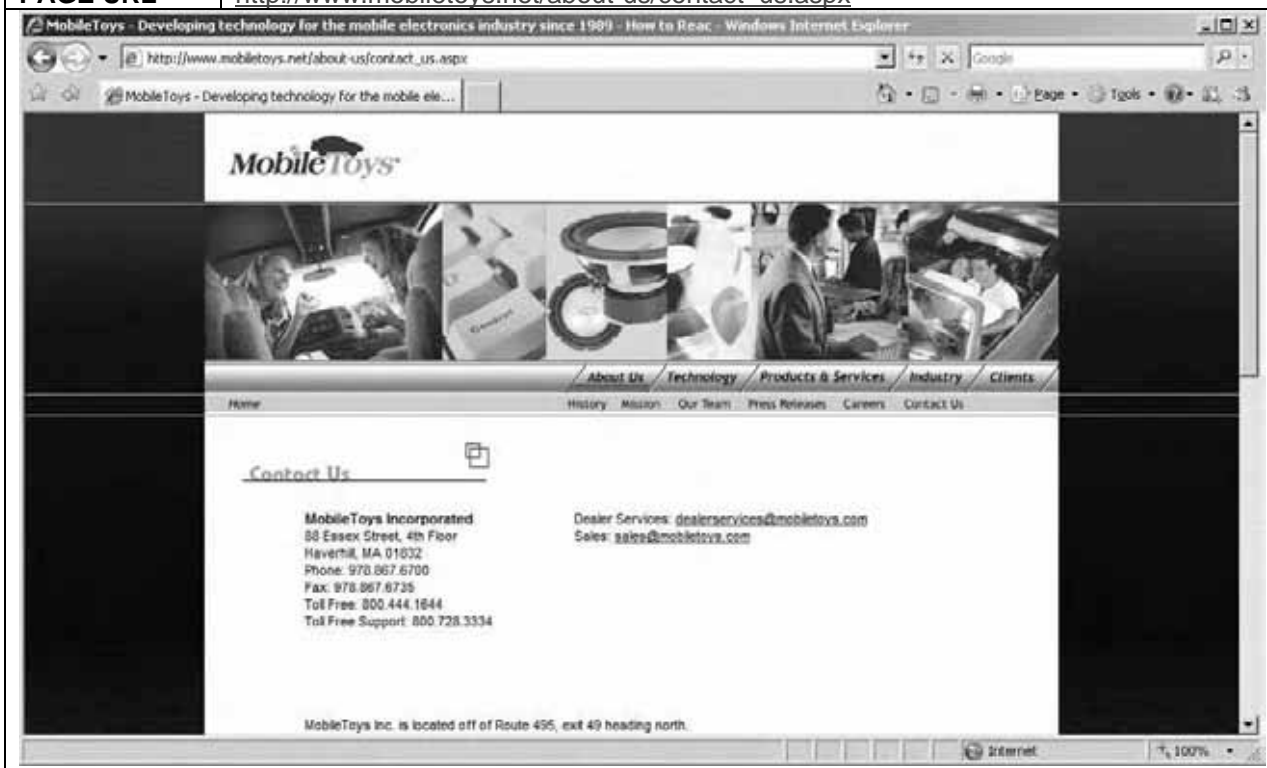 PAGE URL http://www.mobiletoys.net/about-us/contact_us.aspx
MobileToys - Developing technology for the mobile electronics industry since 1989 - How to Reac - Windows Internet Explorer
http://www.mobiletoys.net/about-us/contact_us.aspx
Google
MobileToys - Developing technology for the mobile ele...
Page
Tools
MobileToys
About Us Technology Products & Services Industry Clients
Home History Mission Our Team Press Releases Careers Contact Us
Contact Us
MobileToys Incorporated
88 Essex Street, 4th Floor
Haverhill, MA 01832
Phone: 978.867.6700
Fax: 978.867.6735
Toll Free: 800.444.1644
Toll Free Support: 800.728.3334
Dealer Services: dealerservices@mobiletoys.com
Sales: sales@mobiletoys.com
MobileToys Inc. is located off of Route 495, exit 49 heading north.
Internet
100%